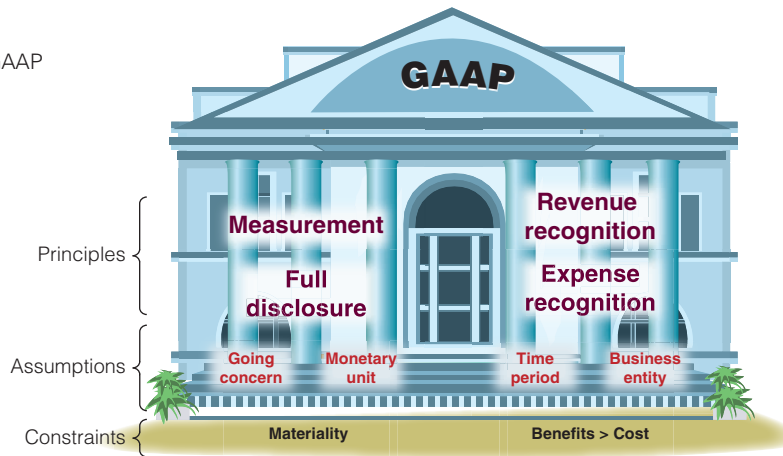 GAAP
GAAP
Measurement
Revenue
recognition
Principles
Full
disclosure
Expense
recognition
Assumptions
Going
concern
Monetary
unit
Time
period
Business
entity
Constraints
Materiality
Benefits > Cost